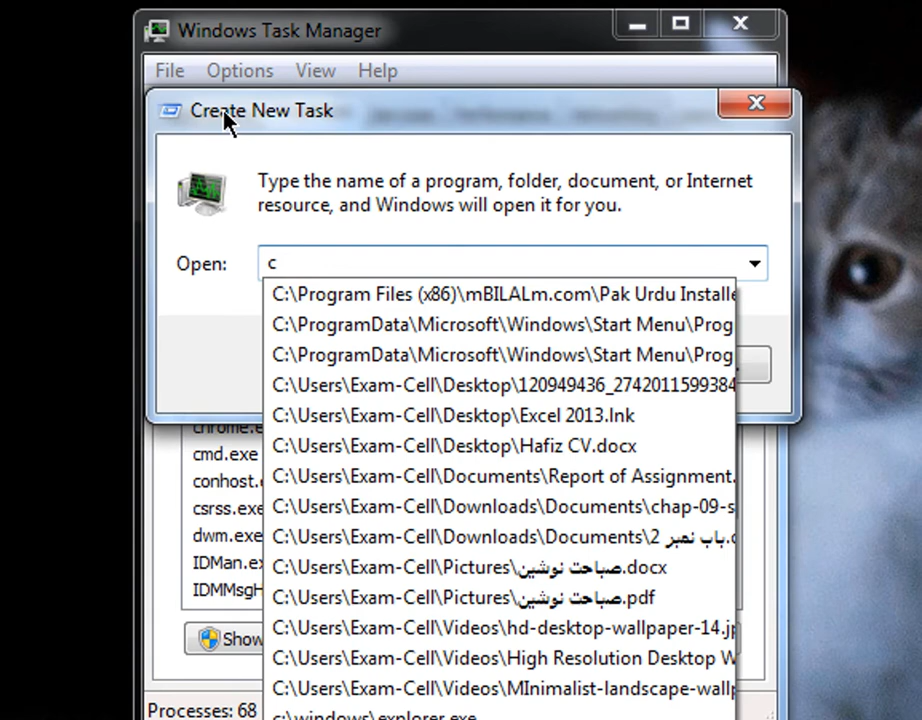 Windows Task Manager
File Options View Help
Create New Task
Type the name of a program, folder, document, or Internet
resource, and Windows will open it for you.
Open: c
C:\Program Files (x86)\mBILALm.com\Pak Urdu Installe
C:\ProgramData\Microsoft\Windows\Start Menu\Prog
C:\ProgramData\Microsoft\Windows\Start Menu\Prog
C:\Users\Exam-Cell\Desktop\120949436_2742011599384
C:\Users\Exam-Cell\Desktop\Excel 2013.lnk
C:\Users\Exam-Cell\Desktop\Hafiz CV.docx
C:\Users\Exam-Cell\Documents\Report of Assignment.
C:\Users\Exam-Cell\Downloads\Documents\chap-09-s
C:\Users\Exam-Cell\Downloads\Documents\2 باب نمبر.d
C:\Users\Exam-Cell\Pictures\صباحت نوشین.docx
C:\Users\Exam-Cell\Pictures\صباحت نوشین.pdf
C:\Users\Exam-Cell\Videos\hd-desktop-wallpaper-14.jp
C:\Users\Exam-Cell\Videos\High Resolution Desktop W
C:\Users\Exam-Cell\Videos\MInimalist-landscape-wallp
c:\windows\explorer.exe
chrome.e
cmd.exe
conhost.
csrss.exe
dwm.exe
IDMan.ex
IDMMsgH
Show
Processes: 68